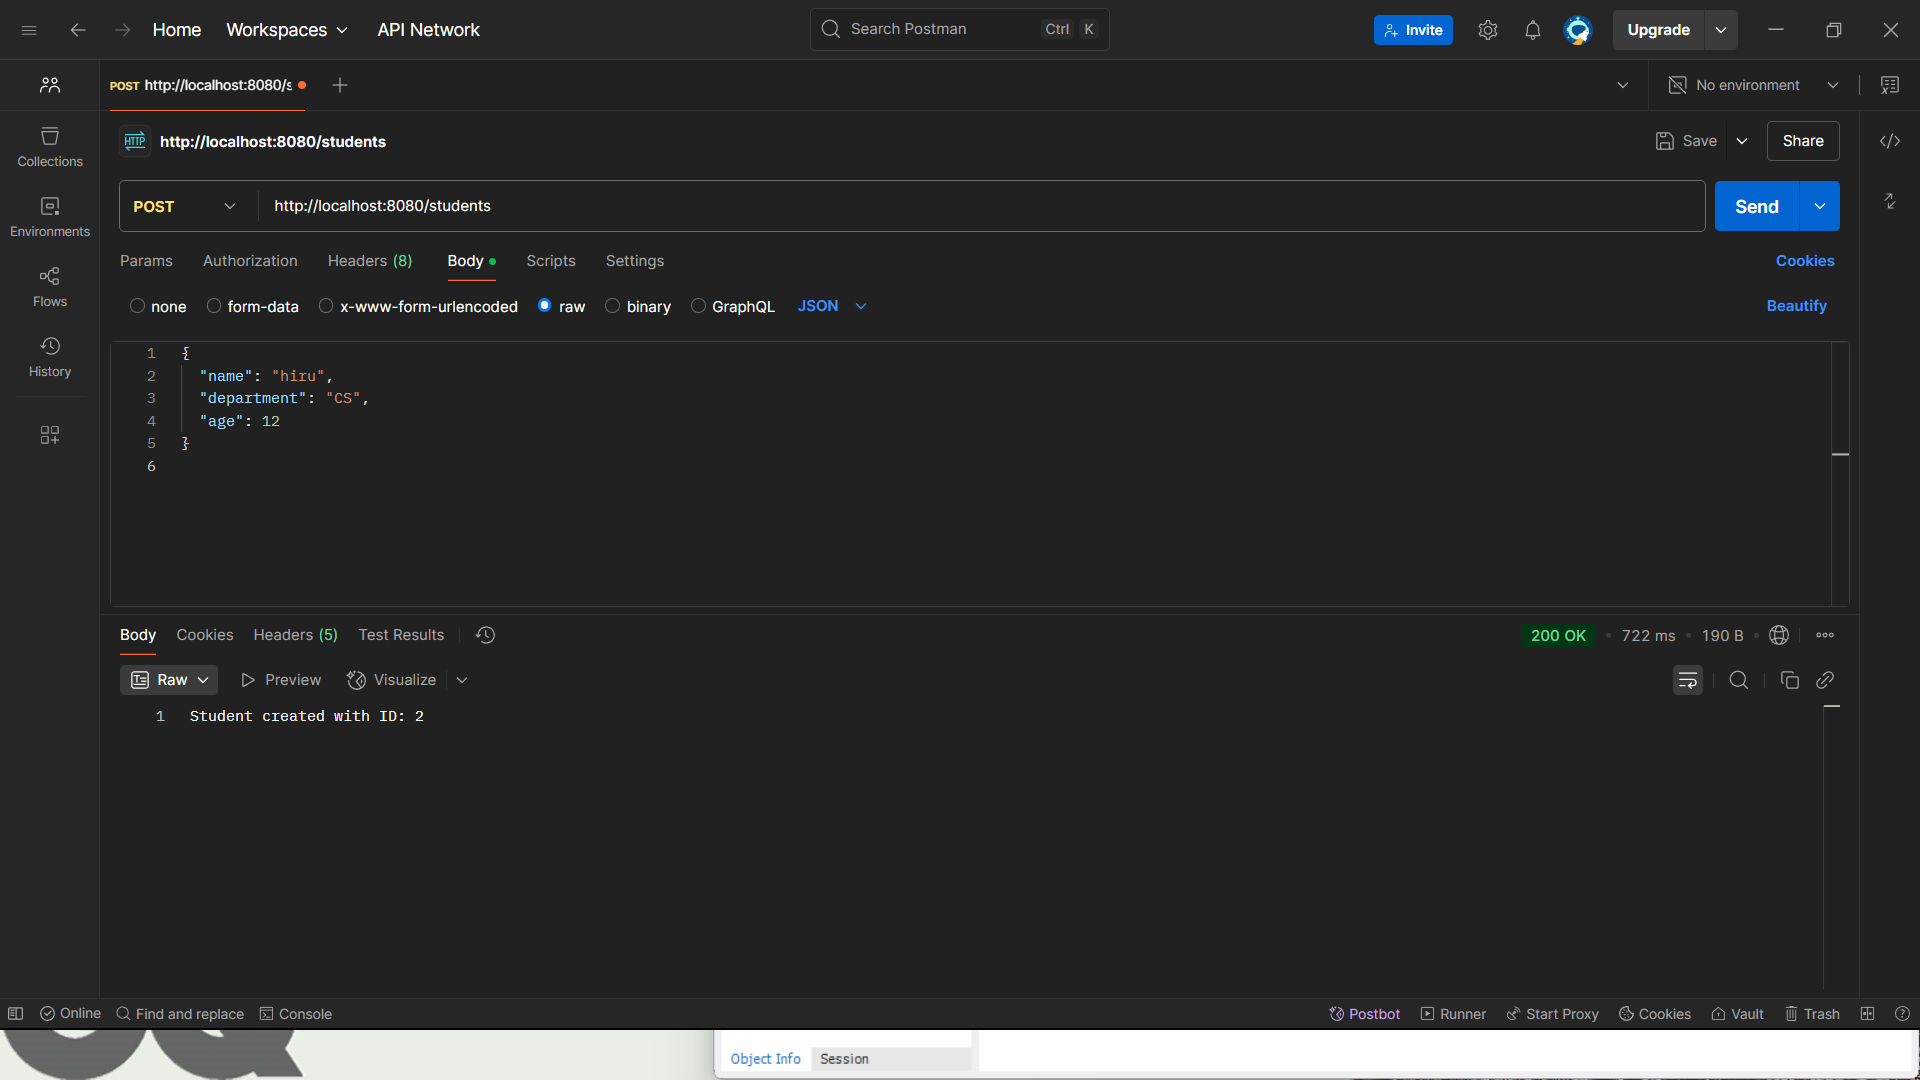 Home Workspaces API Network Search Postman Ctrl K Invite Upgrade
POST http://localhost:8080/s No environment
HTTP http://localhost:8080/students Save Share
Collections
Environments
Flows
History
POST http://localhost:8080/students Send
Params Authorization Headers (8) Body Scripts Settings Cookies
none form-data x-www-form-urlencoded raw binary GraphQL JSON Beautify
1 {
2 "name": "hiru",
3 "department": "CS",
4 "age": 12
5 }
6
Body Cookies Headers (5) Test Results 200 OK • 722 ms • 190 B
Raw Preview Visualize
1 Student created with ID: 2
Online Find and replace Console Postbot Runner Start Proxy Cookies Vault Trash
Object Info Session